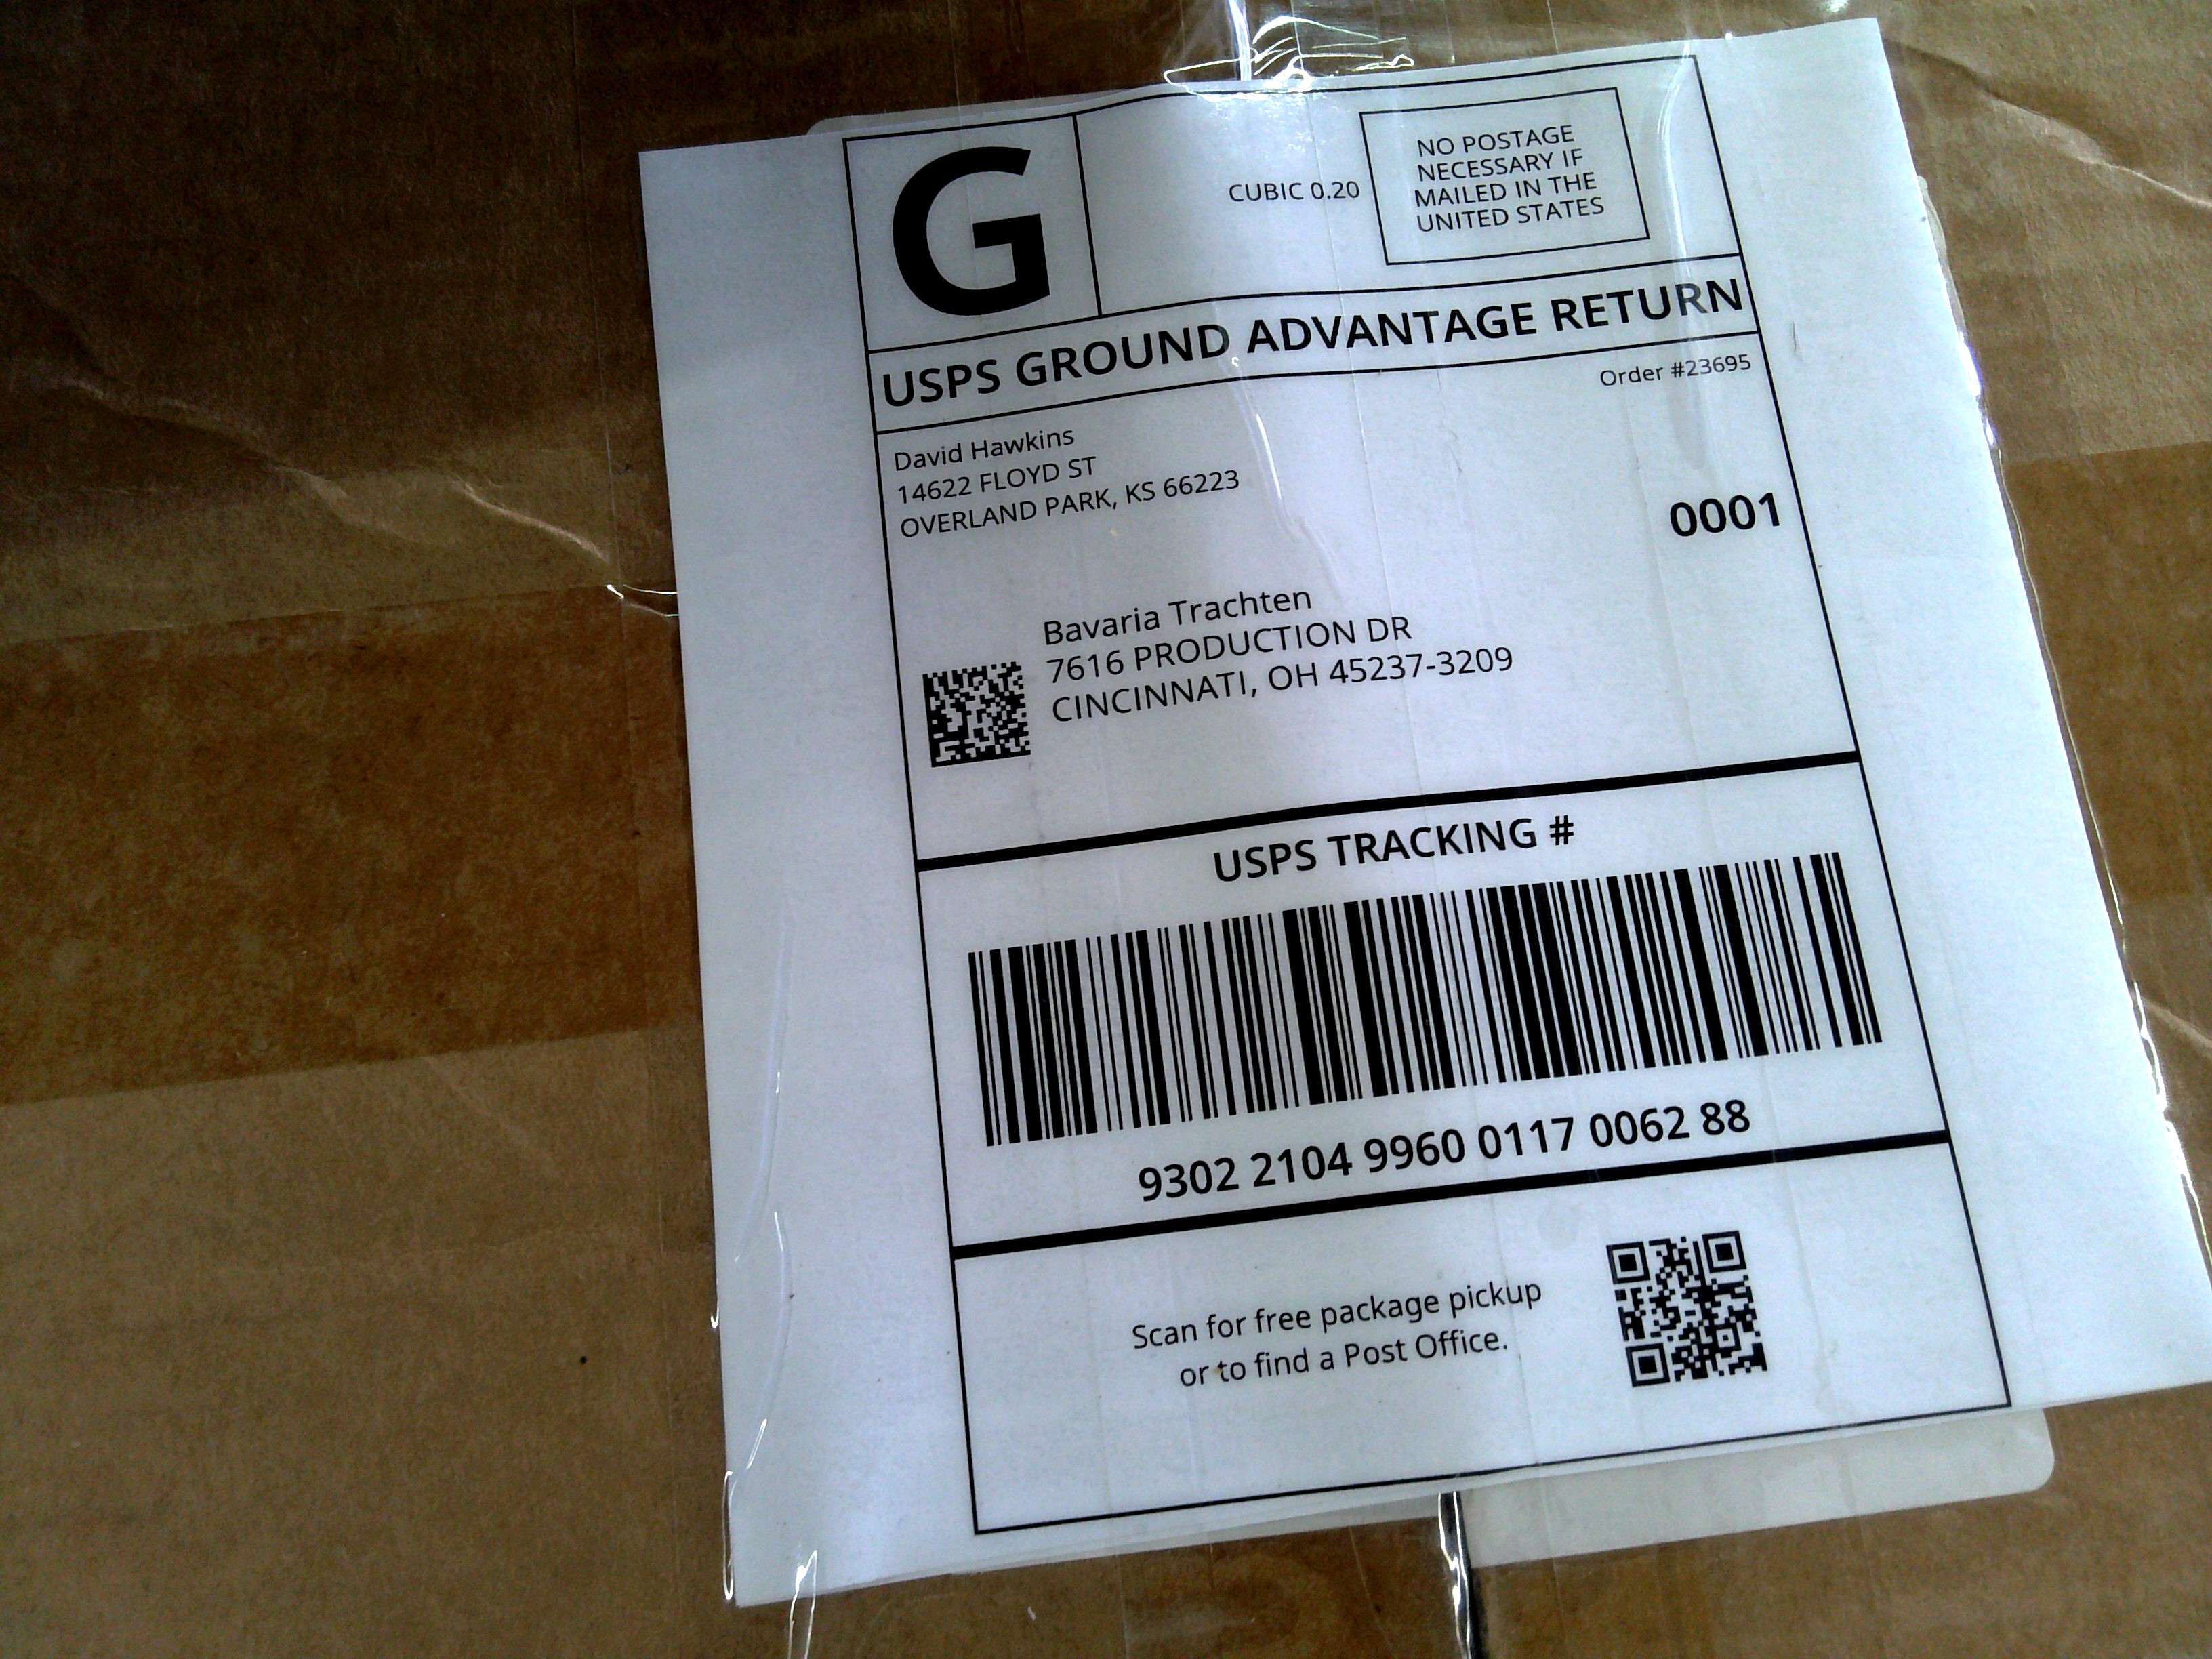 G
CUBIC 0.20
NO POSTAGE
NECESSARY IF
MAILED IN THE
UNITED STATES
USPS GROUND ADVANTAGE RETURN
Order #23695
David Hawkins
14622 FLOYD ST
OVERLAND PARK, KS 66223
0001
Bavaria Trachten
7616 PRODUCTION DR
CINCINNATI, OH 45237-3209
USPS TRACKING #
9302 2104 9960 0117 0062 88
Scan for free package pickup
or to find a Post Office.